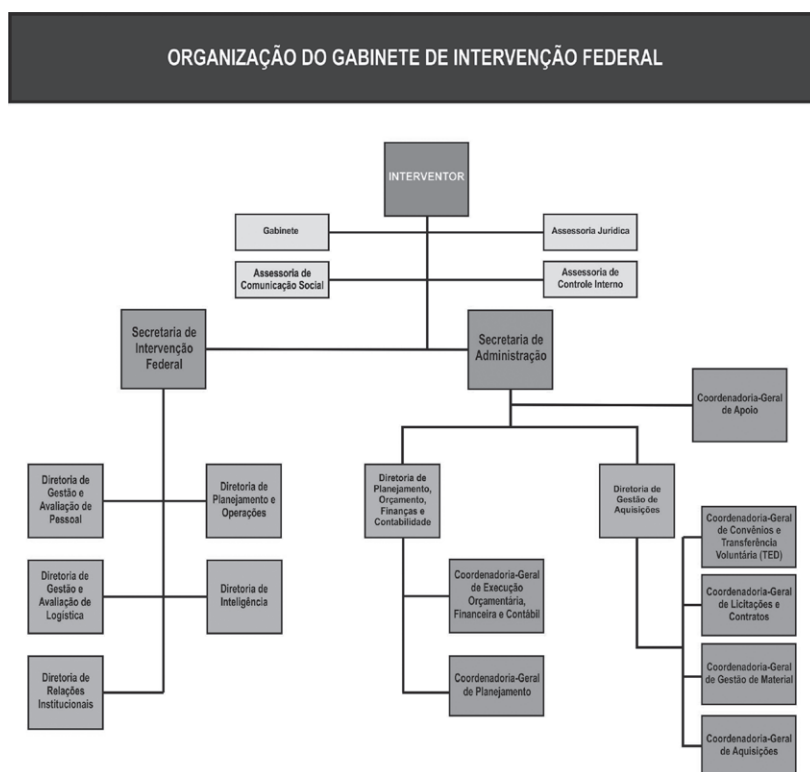 ORGANIZAÇÃO DO GABINETE DE INTERVENÇÃO FEDERAL
INTERVENTOR
Gabinete
Assessoria Jurídica
Assessoria de
Comunicação Social
Assessoria de
Controle Interno
Secretaria de
Intervenção
Federal
Secretaria de
Administração
Coordenadoria-Geral
de Apoio
Diretoria de
Gestão e
Avaliação de
Pessoal
Diretoria de
Planejamento e
Operações
Diretoria de
Planejamento,
Orçamento,
Finanças e
Contabilidade
Diretoria de
Gestão de
Aquisições
Coordenadoria-Geral
de Convênios e
Transferência
Voluntária (TED)
Diretoria de
Gestão e
Avaliação de
Logística
Diretoria de
Inteligência
Coordenadoria-Geral
de Execução
Orçamentária,
Financeira e Contábil
Coordenadoria-Geral
de Licitações e
Contratos
Diretoria de
Relações
Institucionais
Coordenadoria-Geral
de Planejamento
Coordenadoria-Geral
de Gestão de Material
Coordenadoria-Geral
de Aquisições